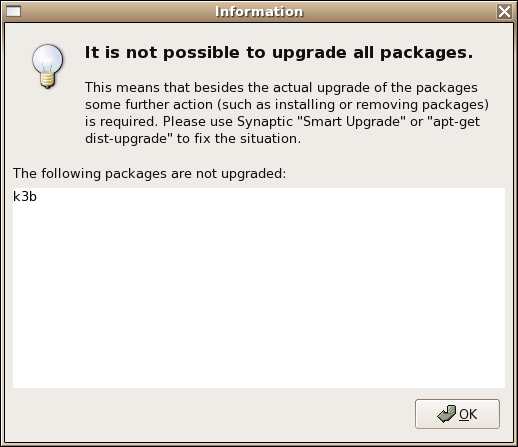 Information
It is not possible to upgrade all packages.
This means that besides the actual upgrade of the packages
some further action (such as installing or removing packages)
is required. Please use Synaptic "Smart Upgrade" or "apt-get
dist-upgrade" to fix the situation.
The following packages are not upgraded:
k3b
OK